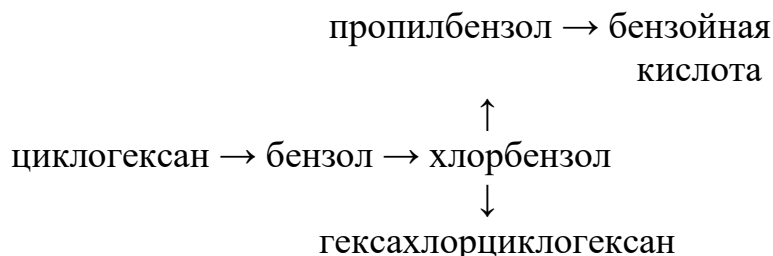 пропилбензол → бензойная
кислота
↑
циклогексан → бензол → хлорбензол
↓
гексахлорциклогексан